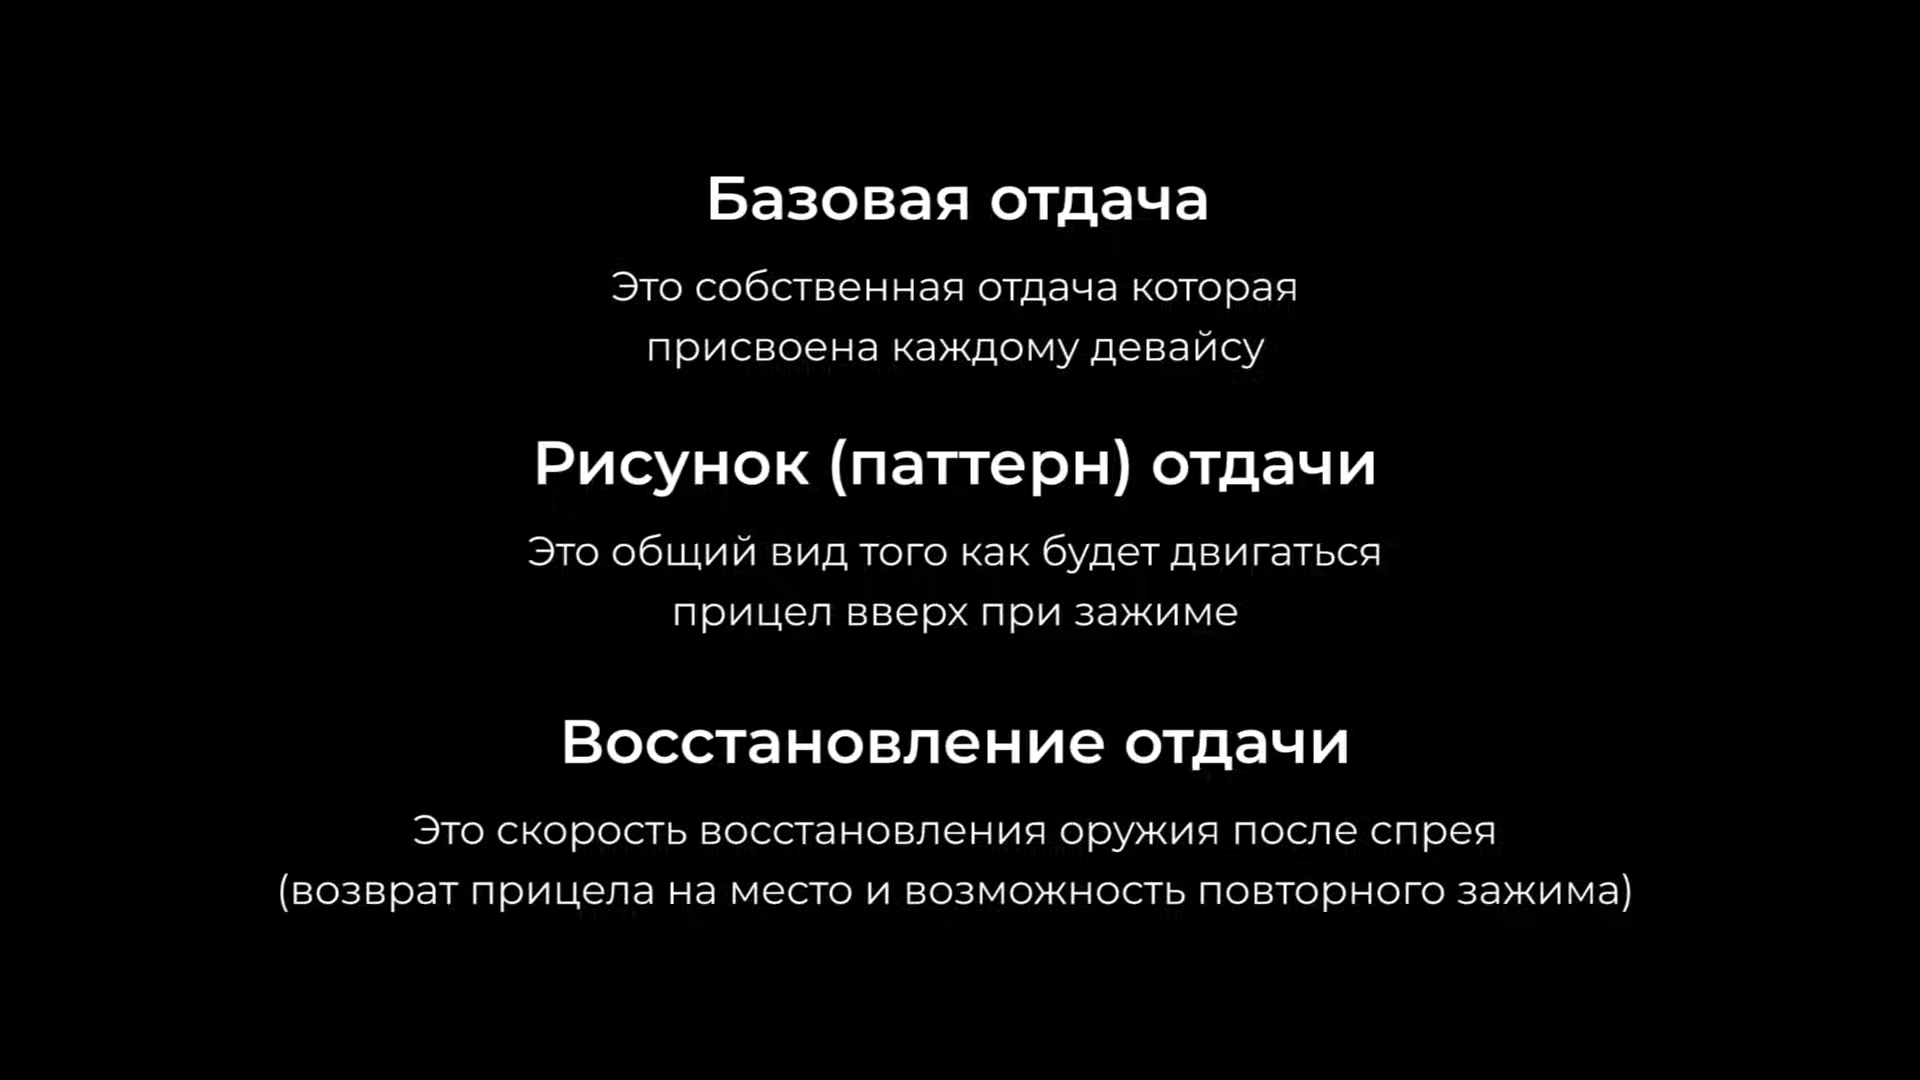 Базовая отдача
Это собственная отдача которая
присвоена каждому девайсу
Рисунок (паттерн) отдачи
Это общий вид того как будет двигаться
прицел вверх при зажиме
Восстановление отдачи
Это скорость восстановления оружия после спрея
(возврат прицела на место и возможность повторного зажима)